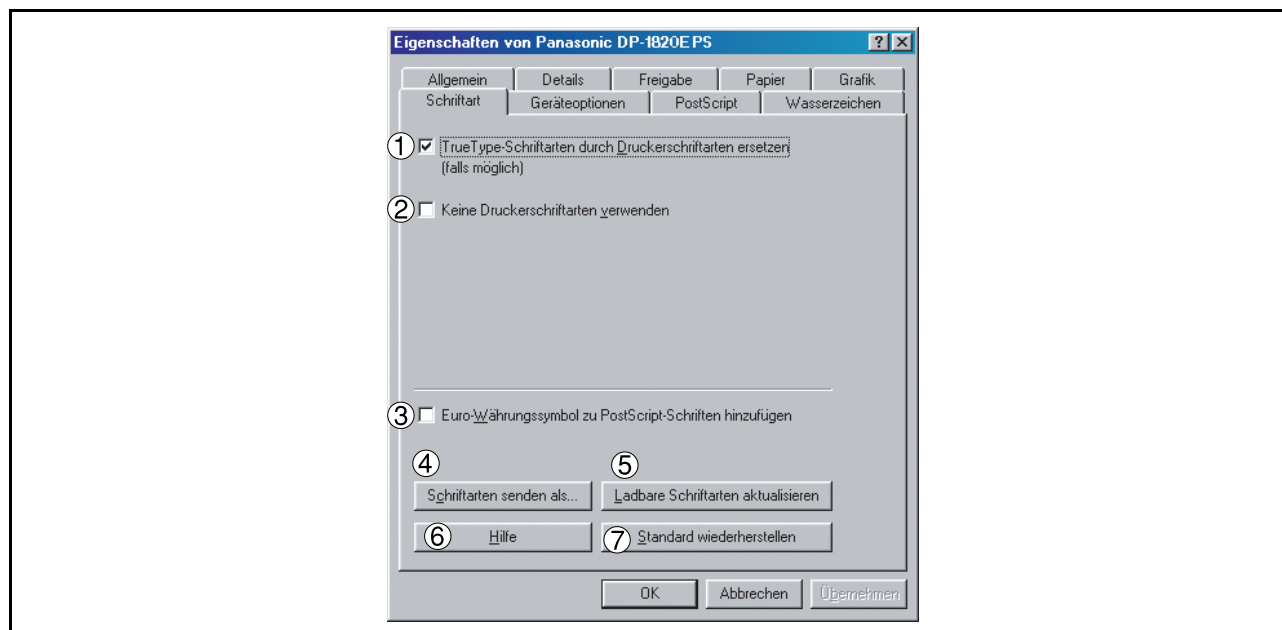 Eigenschaften von Panasonic DP-1820E PS
Allgemein Details Freigabe Papier Grafik
Schriftart Geräteoptionen PostScript Wasserzeichen
① TrueType-Schriftarten durch Druckerschriftarten ersetzen
(falls möglich)
② Keine Druckerschriftarten verwenden
③ Euro-Währungssymbol zu PostScript-Schriften hinzufügen
④ ⑤
Schriftarten senden als... Ladbare Schriftarten aktualisieren
⑥ Hilfe ⑦ Standard wiederherstellen
OK Abbrechen Übernehmen